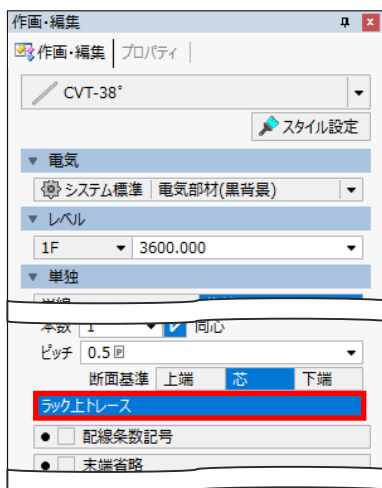 作画・編集
作画・編集 プロパティ
CVT-38°
スタイル設定
電気
システム標準 電気部材(黒背景)
レベル
1F 3600.000
単独
本数 1 同心
ピッチ 0.5 P
断面基準 上端 芯 下端
ラック上トレース
配線条数記号
末端省略